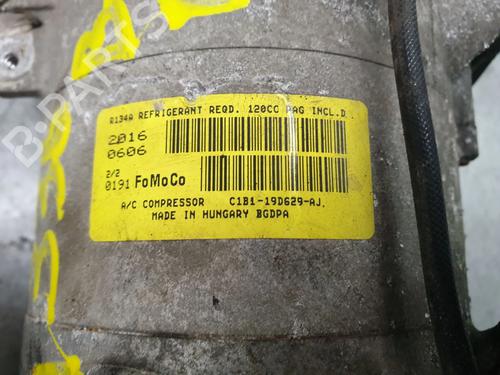 R134A REFRIGERANT REQD. 120CC PAG INCL.D.
2016
0606
2/2
0191 FoMoCo
A/C COMPRESSOR C1B1-19D629-AJ.
MADE IN HUNGARY BGDPA
B-PARTS